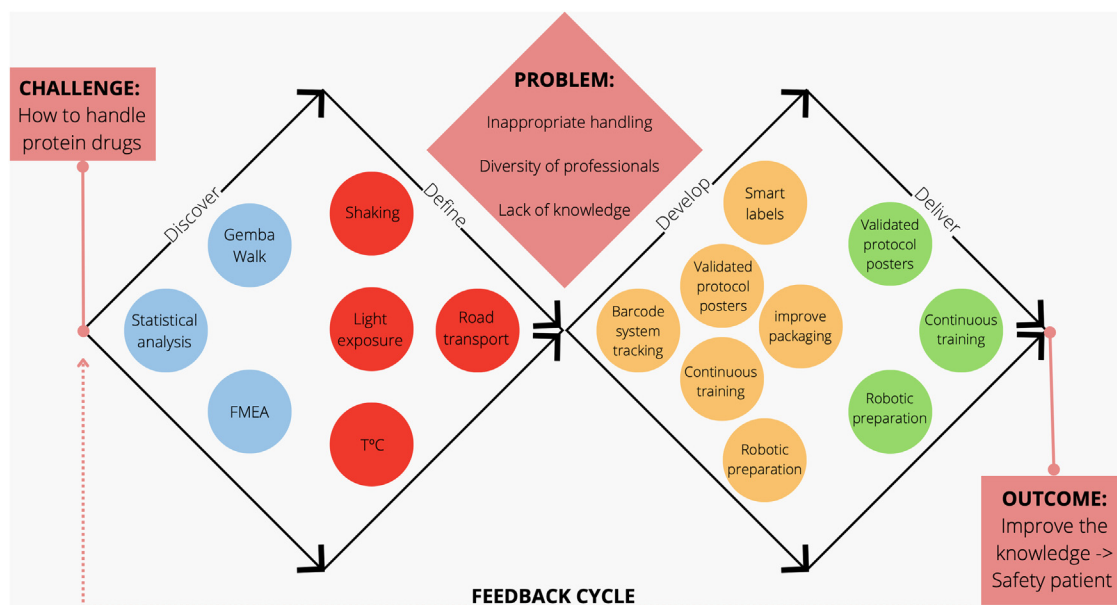 CHALLENGE:
How to handle
protein drugs
PROBLEM:
Inappropriate handling
Diversity of professionals
Lack of knowledge
Discover
Define
Develop
Deliver
Gemba
Walk
Statistical
analysis
FMEA
Shaking
Light
exposure
Road
transport
TºC
Smart
labels
Validated
protocol
posters
Barcode
system
tracking
improve
packaging
Continuous
training
Robotic
preparation
Validated
protocol
posters
Continuous
training
Robotic
preparation
OUTCOME:
Improve the
knowledge ->
Safety patient
FEEDBACK CYCLE